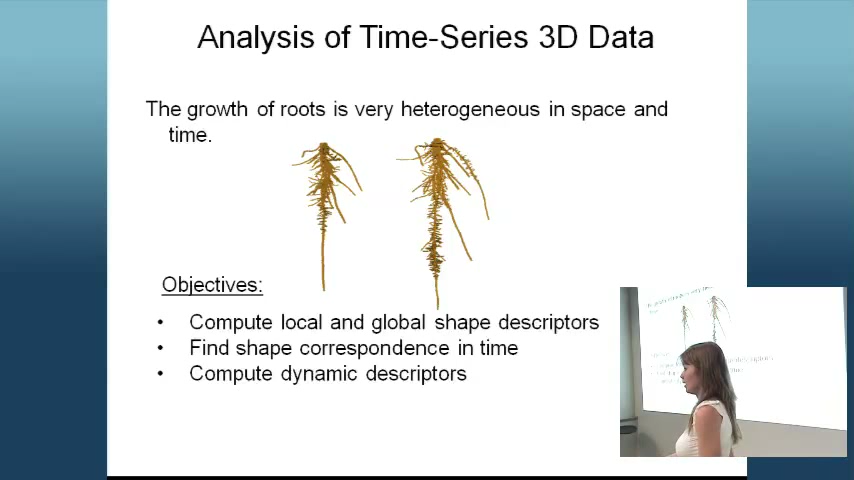 Analysis of Time-Series 3D Data
The growth of roots is very heterogeneous in space and
time.
Objectives:
• Compute local and global shape descriptors
• Find shape correspondence in time
• Compute dynamic descriptors